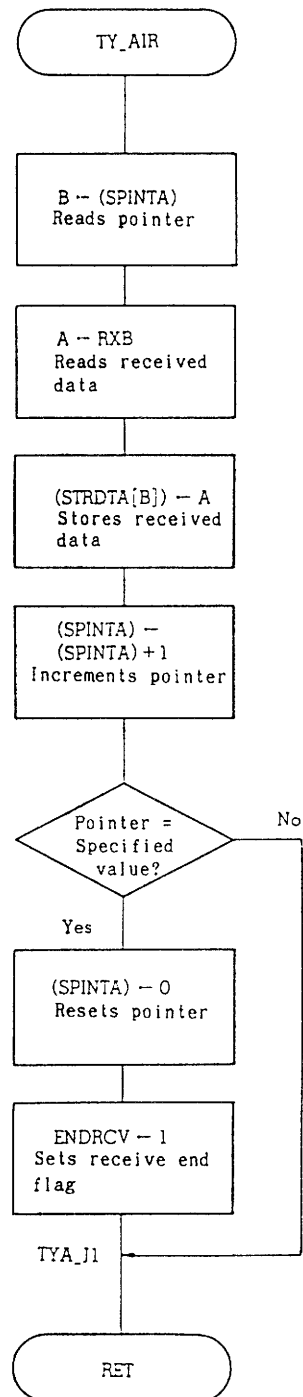 TY_AIR
B ← (SPINTA)
Reads pointer
A ← RXB
Reads received
data
(STRDTA[B]) ← A
Stores received
data
(SPINTA) ←
(SPINTA)+1
Increments pointer
Pointer =
Specified
value?
No
Yes
(SPINTA) ← 0
Resets pointer
ENDRCV ← 1
Sets receive end
flag
TYA_J1
RET